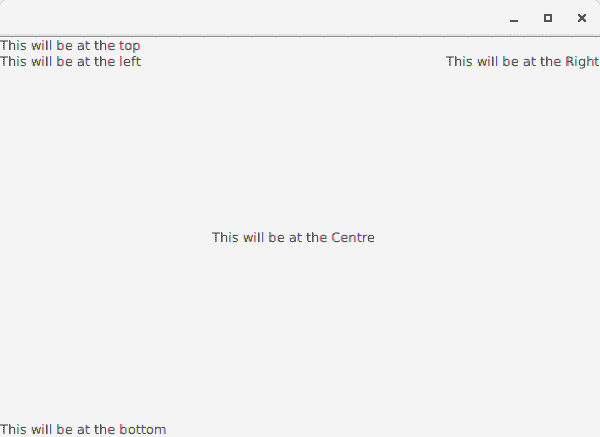 This will be at the top
This will be at the left
This will be at the Right
This will be at the Centre
This will be at the bottom